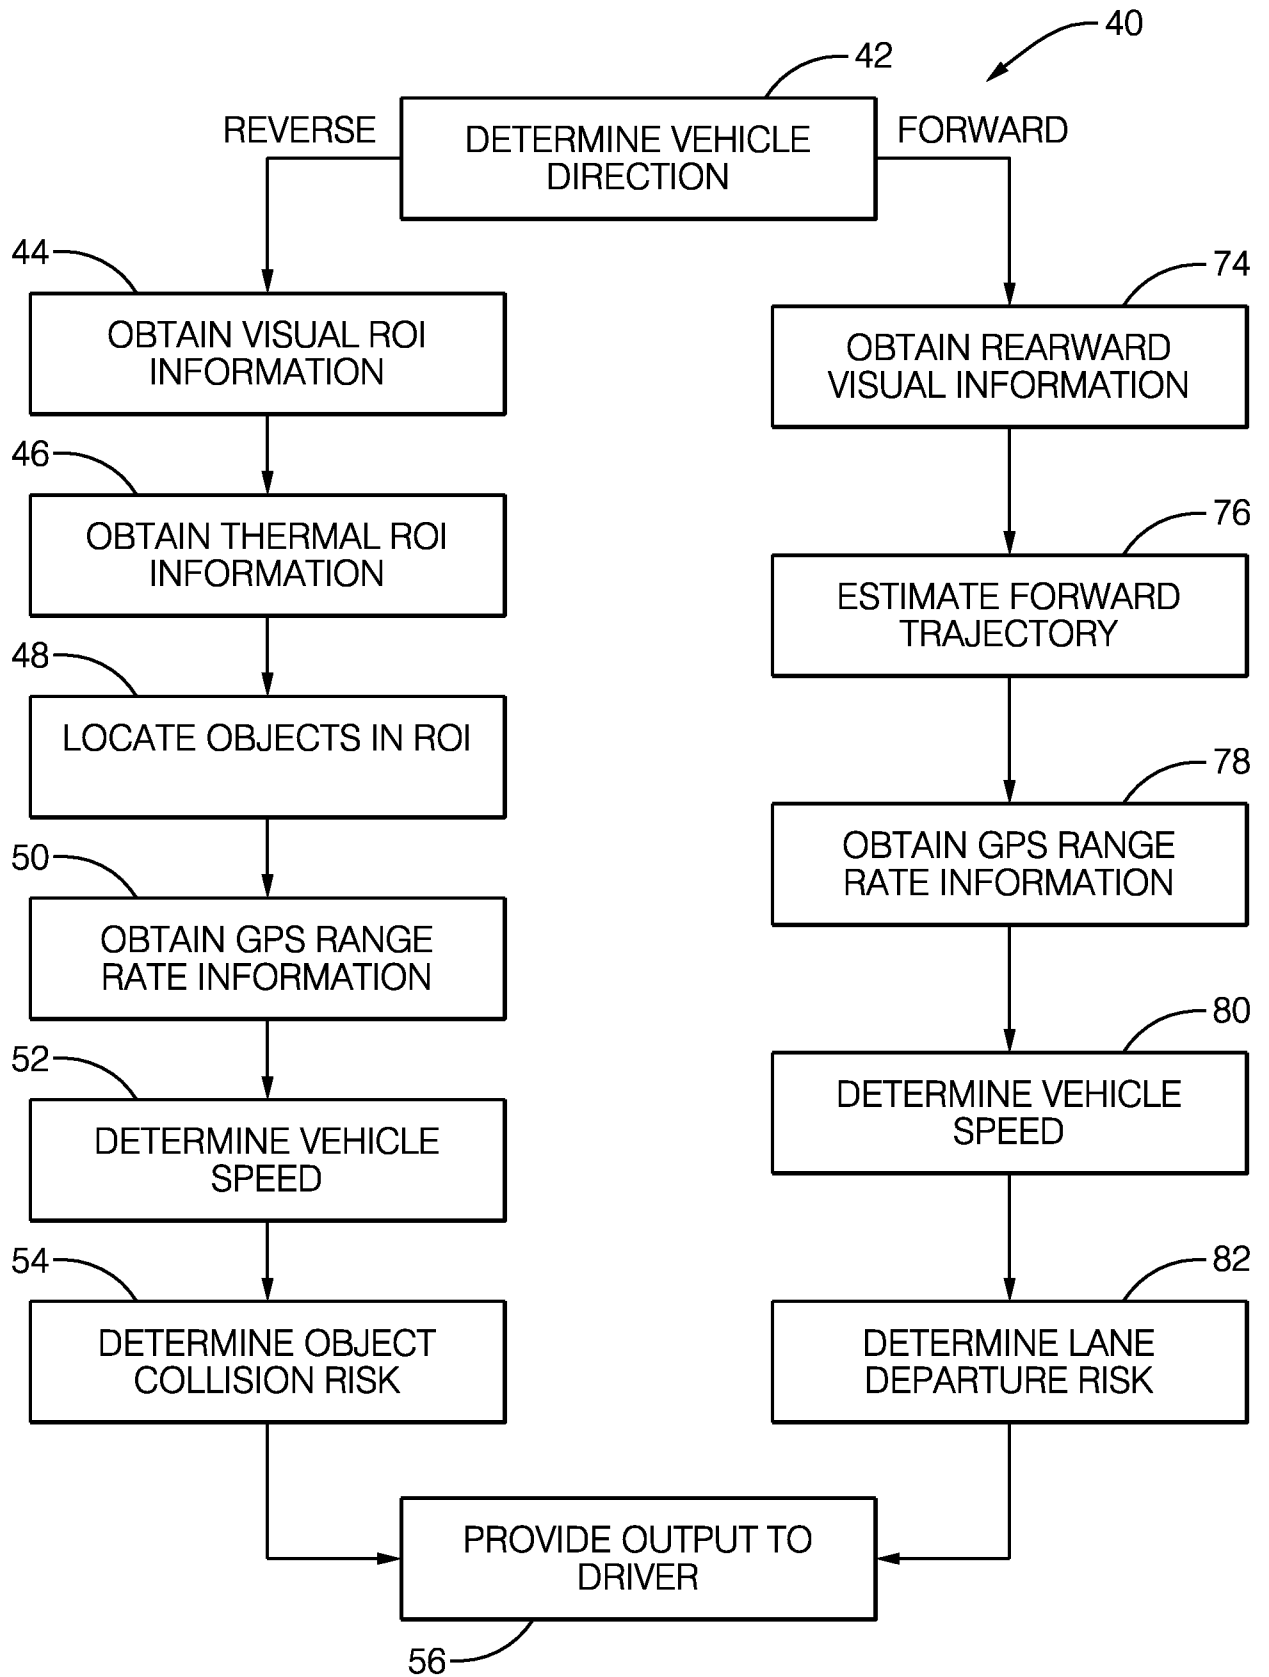 40
42
REVERSE
DETERMINE VEHICLE
DIRECTION
FORWARD
44
OBTAIN VISUAL ROI
INFORMATION
46
OBTAIN THERMAL ROI
INFORMATION
48
LOCATE OBJECTS IN ROI
50
OBTAIN GPS RANGE
RATE INFORMATION
52
DETERMINE VEHICLE
SPEED
54
DETERMINE OBJECT
COLLISION RISK
74
OBTAIN REARWARD
VISUAL INFORMATION
76
ESTIMATE FORWARD
TRAJECTORY
78
OBTAIN GPS RANGE
RATE INFORMATION
80
DETERMINE VEHICLE
SPEED
82
DETERMINE LANE
DEPARTURE RISK
PROVIDE OUTPUT TO
DRIVER
56